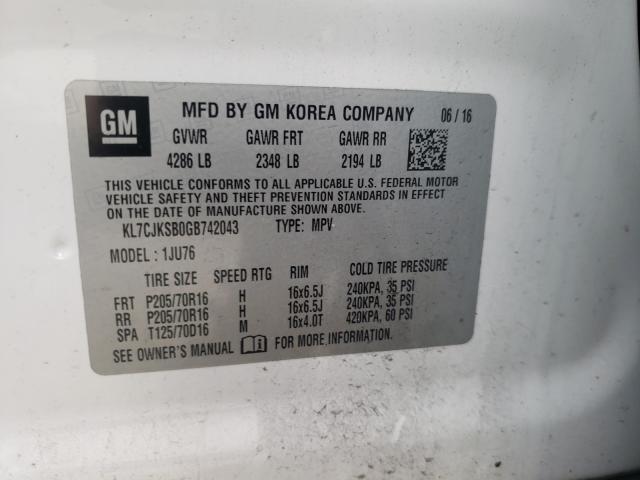 GM
MFD BY GM KOREA COMPANY 06 / 16
GVWR GAWR FRT GAWR RR
4286 LB 2348 LB 2194 LB
THIS VEHICLE CONFORMS TO ALL APPLICABLE U.S. FEDERAL MOTOR
VEHICLE SAFETY AND THEFT PREVENTION STANDARDS IN EFFECT
ON THE DATE OF MANUFACTURE SHOWN ABOVE.
KL7CJKSB0GB742043 TYPE: MPV
MODEL : 1JU76
TIRE SIZE SPEED RTG RIM COLD TIRE PRESSURE
FRT P205/70R16 H 16x6.5J 240KPA, 35 PSI
RR P205/70R16 H 16x6.5J 240KPA, 35 PSI
SPA T125/70D16 M 16x4.0T 420KPA, 60 PSI
SEE OWNER'S MANUAL i FOR MORE INFORMATION.